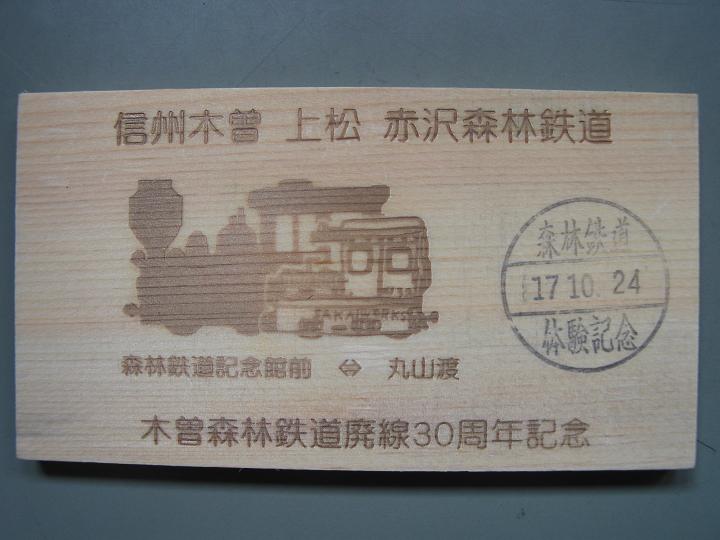 信州木曽 上松 赤沢森林鉄道
SAKAIWERKS
森林鉄道記念館前 ⇔ 丸山渡
木曽森林鉄道廃線30周年記念
森林鉄道
17 10. 24
体験記念